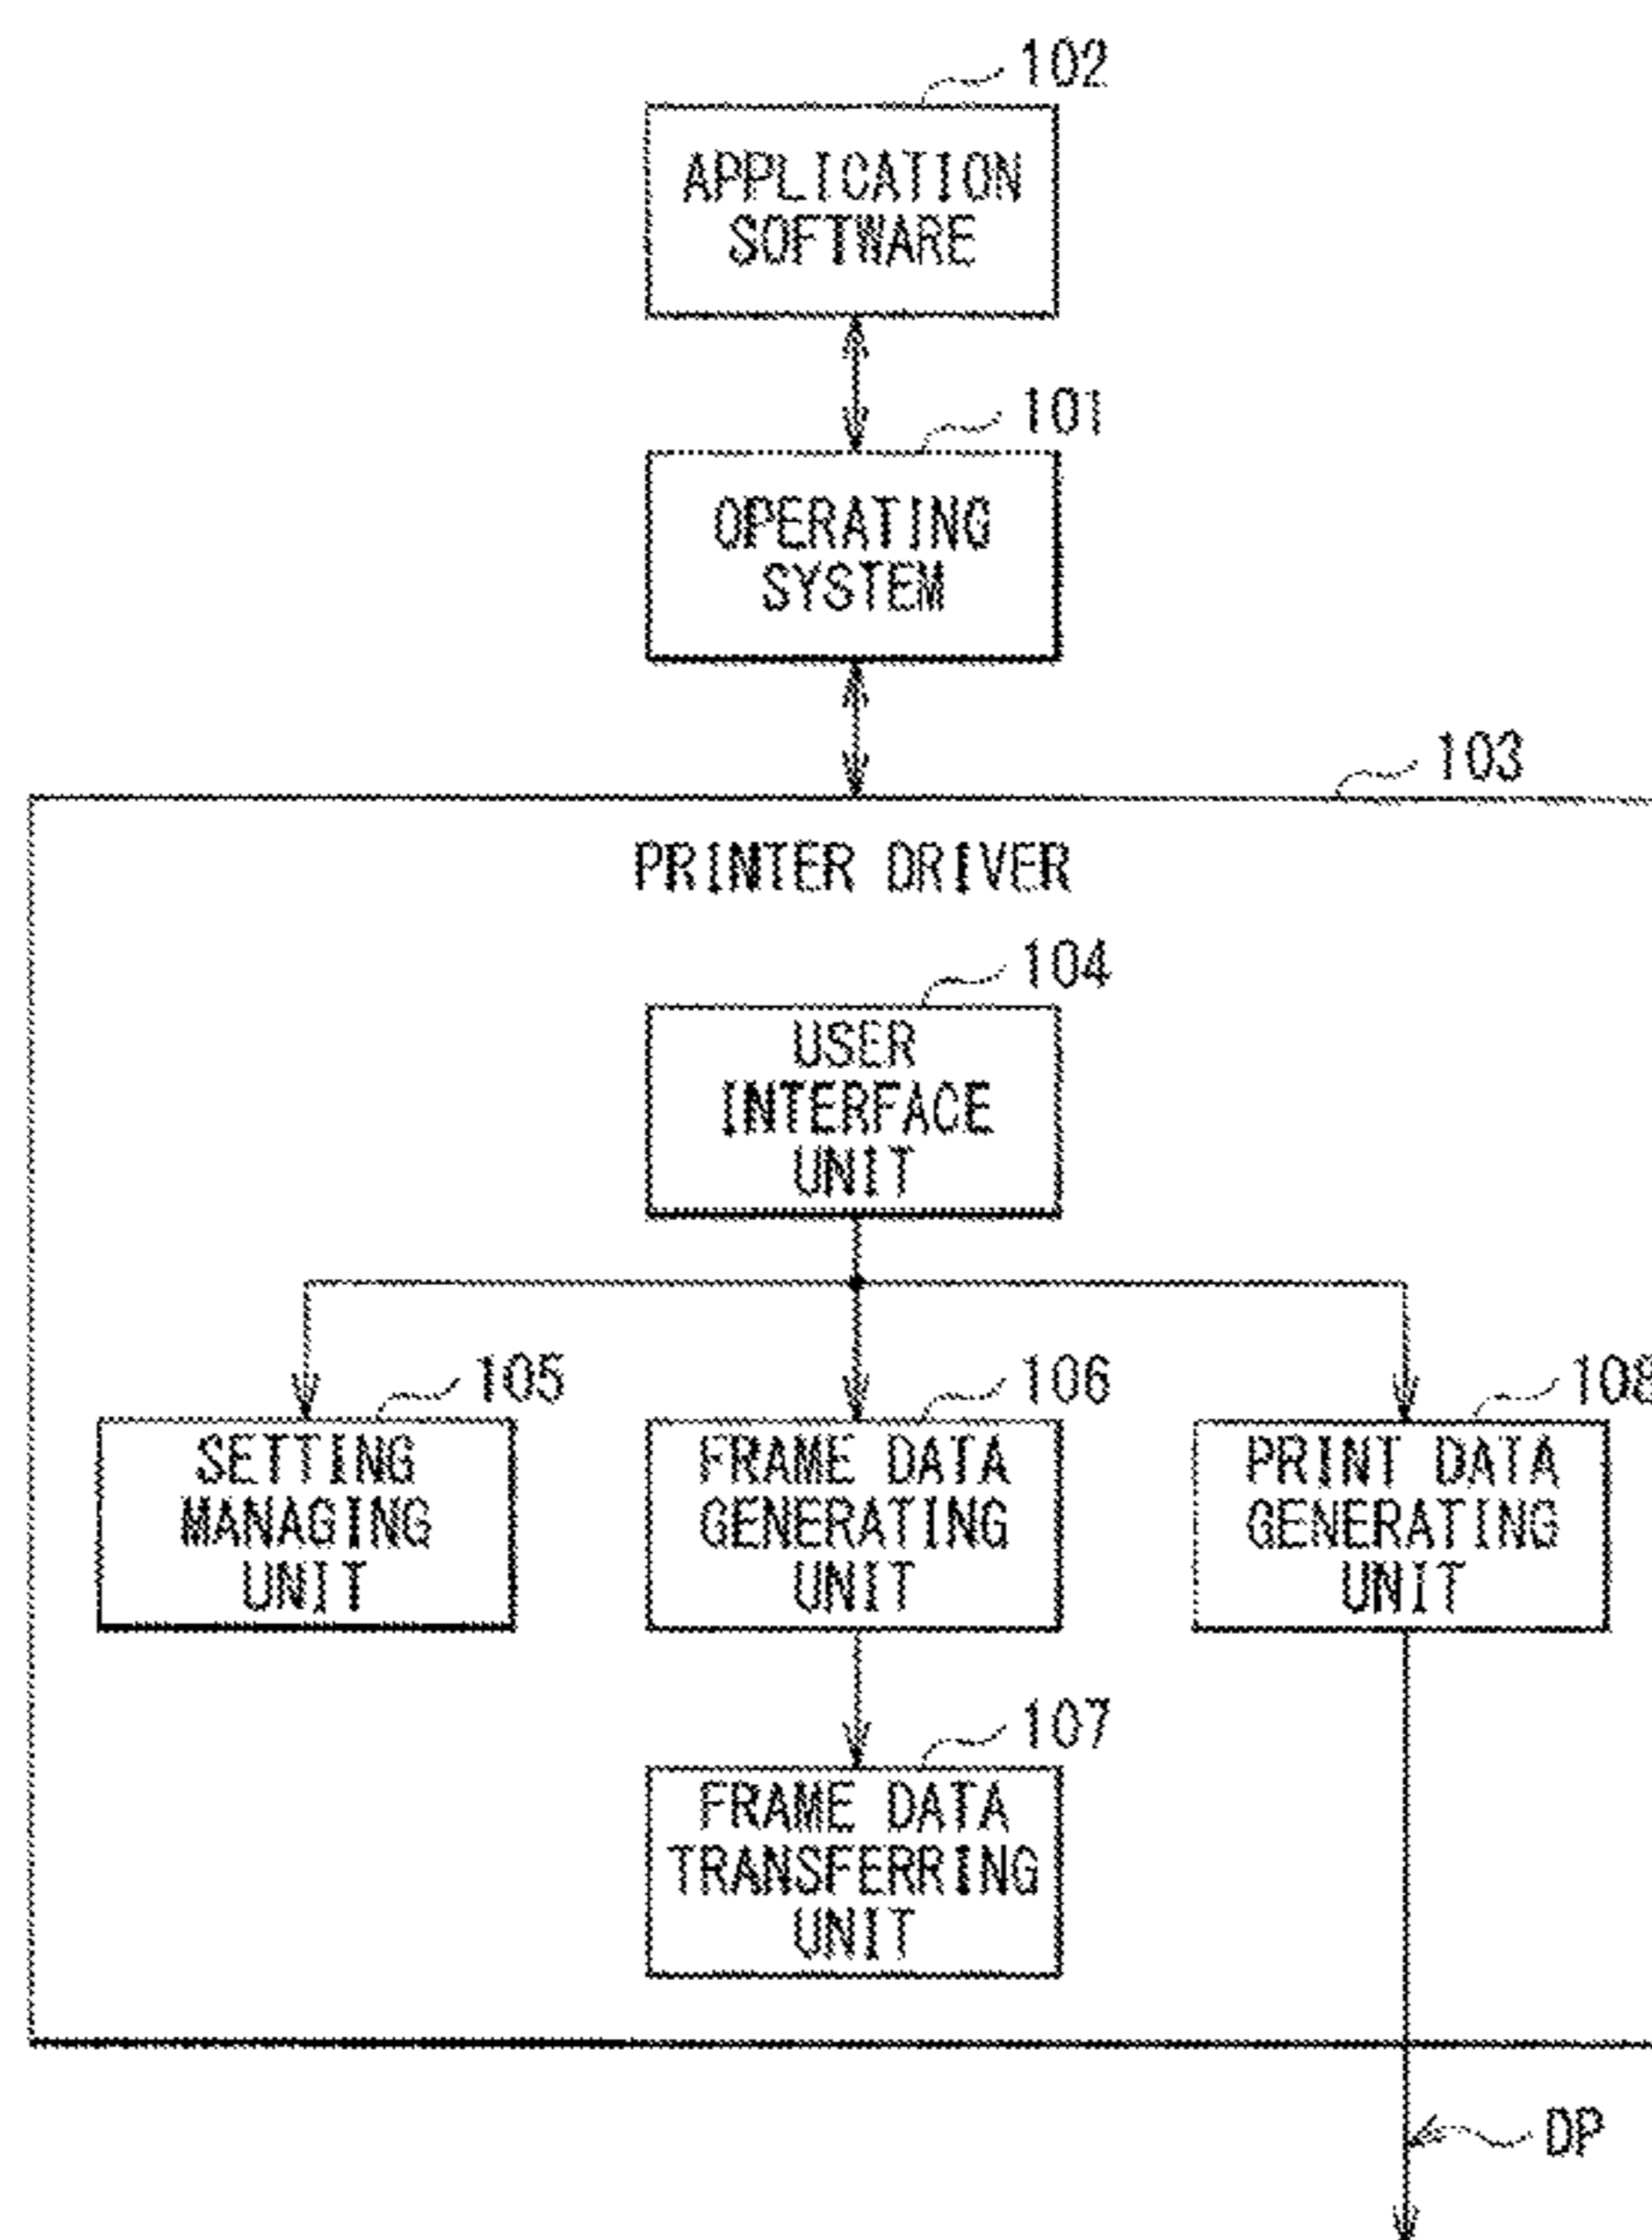 102
APPLICATION
SOFTWARE
101
OPERATING
SYSTEM
103
PRINTER DRIVER
104
USER
INTERFACE
UNIT
105
SETTING
MANAGING
UNIT
106
FRAME DATA
GENERATING
UNIT
108
PRINT DATA
GENERATING
UNIT
107
FRAME DATA
TRANSFERRING
UNIT
DP